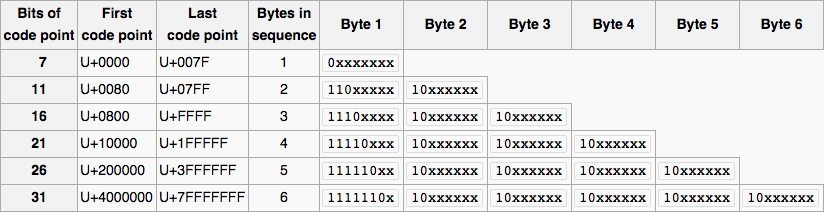 Bits of code point First code point Last code point Bytes in sequence Byte 1 Byte 2 Byte 3 Byte 4 Byte 5 Byte 6
7 U+0000 U+007F 1 0xxxxxxx
11 U+0080 U+07FF 2 110xxxxx 10xxxxxx
16 U+0800 U+FFFF 3 1110xxxx 10xxxxxx 10xxxxxx
21 U+10000 U+1FFFFF 4 11110xxx 10xxxxxx 10xxxxxx 10xxxxxx
26 U+200000 U+3FFFFFF 5 111110xx 10xxxxxx 10xxxxxx 10xxxxxx 10xxxxxx
31 U+4000000 U+7FFFFFFF 6 1111110x 10xxxxxx 10xxxxxx 10xxxxxx 10xxxxxx 10xxxxxx